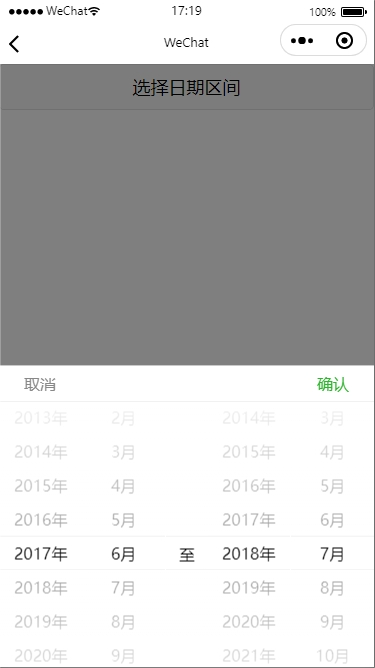 WeChat 17:19 100%
WeChat
选择日期区间
取消 确认
2013年 2月 2014年 3月
2014年 3月 2015年 4月
2015年 4月 2016年 5月
2016年 5月 2017年 6月
2017年 6月 至 2018年 7月
2018年 7月 2019年 8月
2019年 8月 2020年 9月
2020年 9月 2021年 10月